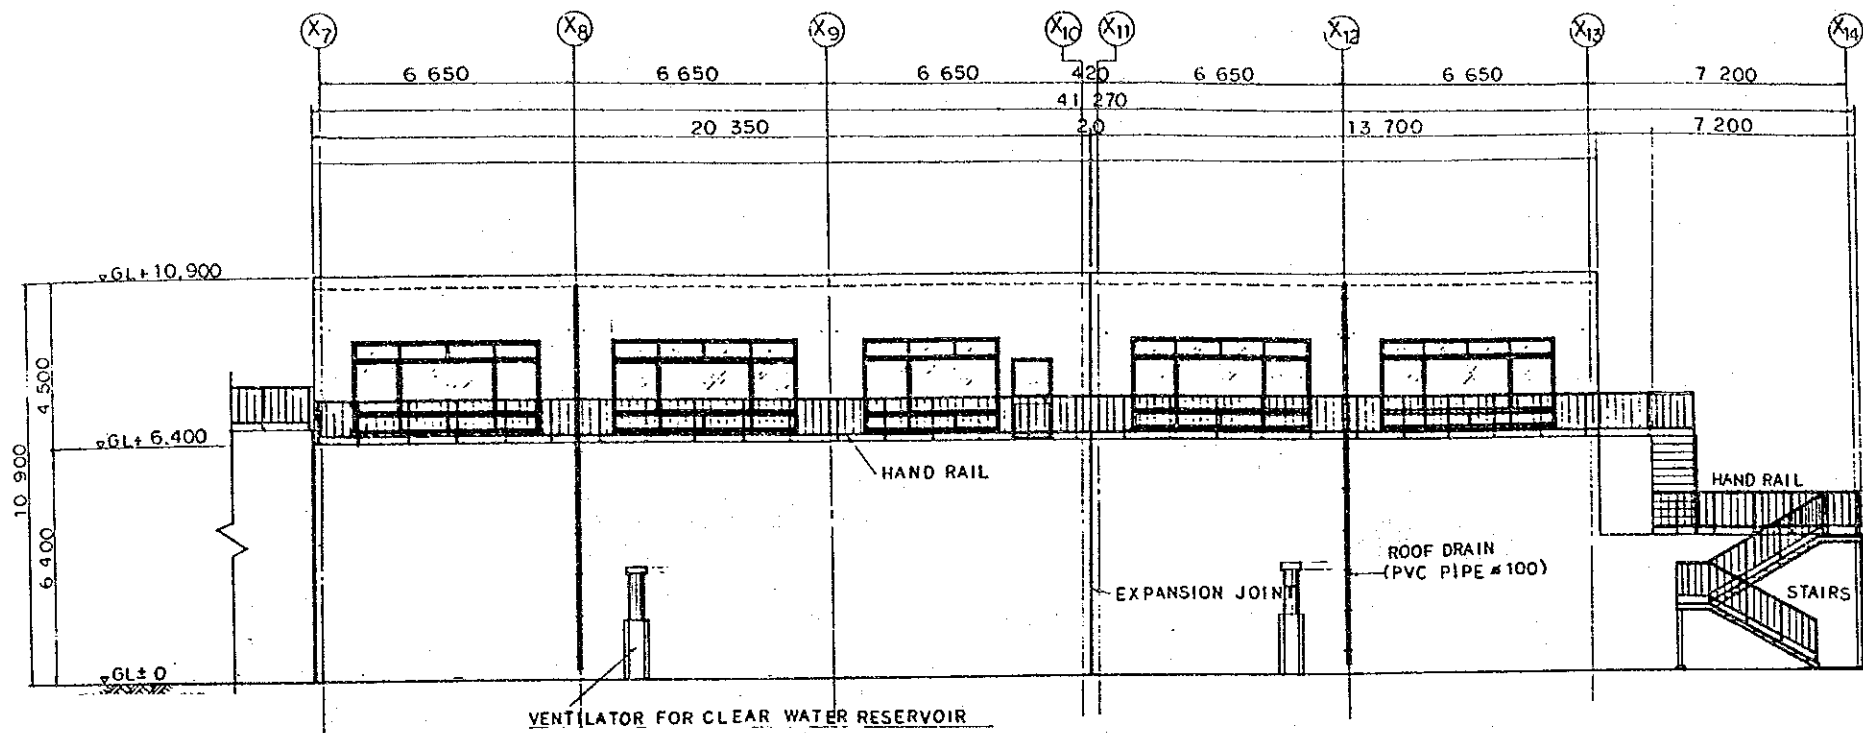 X7 X8 X9 X10 X11 X12 X13 X14
6 650 6 650 6 650 420 6 650 6 650 7 200
41 270
20 350 20 13 700 7 200
GL+10,900
4 500
GL+6,400
10 900
6 400
HAND RAIL
HAND RAIL
ROOF DRAIN
(PVC PIPE ø100)
EXPANSION JOINT
STAIRS
GL±0
VENTILATOR FOR CLEAR WATER RESERVOIR